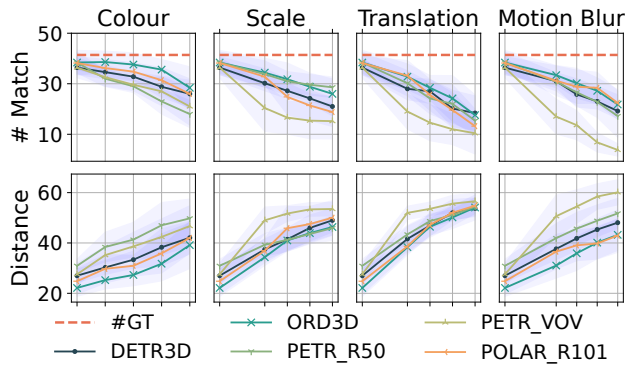 Colour Scale Translation Motion Blur
# Match
50
30
10
Distance
60
40
20
#GT ORD3D PETR_VOV
DETR3D PETR_R50 POLAR_R101